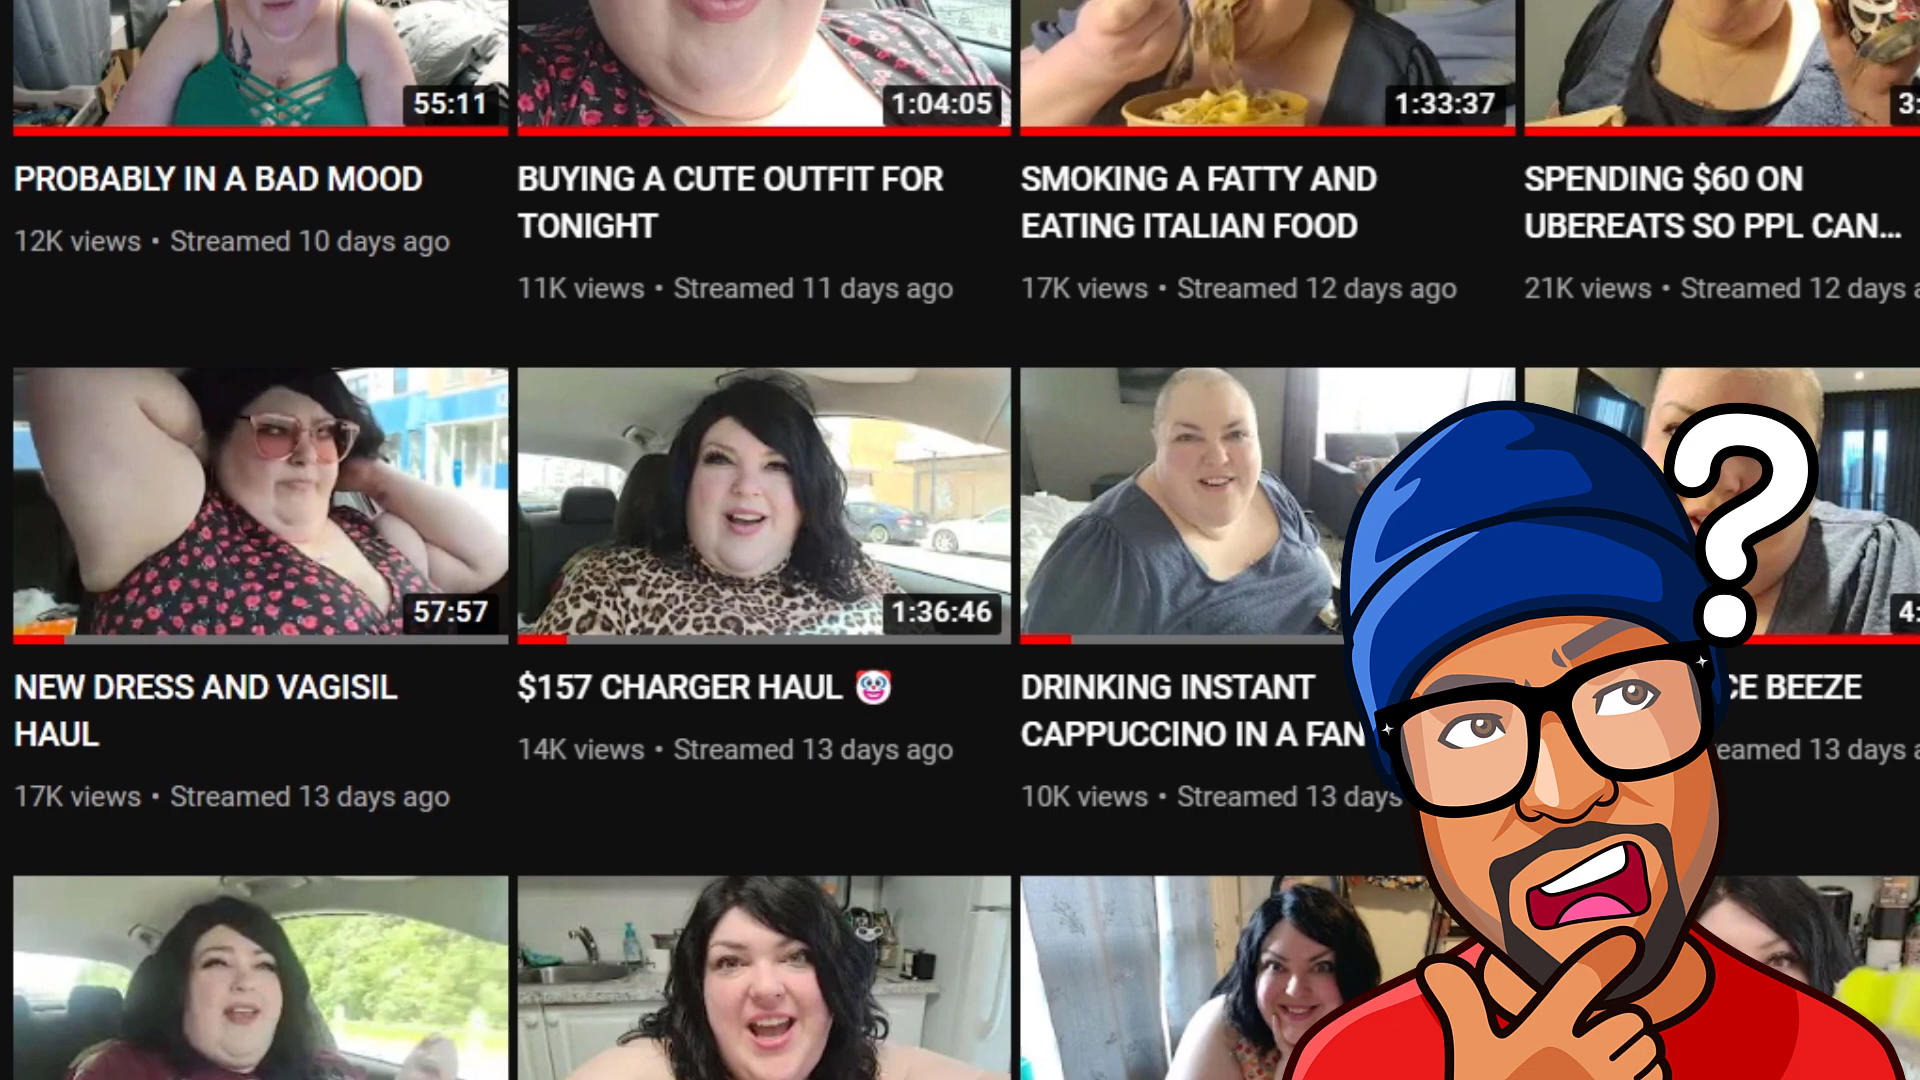 55:11
1:04:05
1:33:37
3:
PROBABLY IN A BAD MOOD
12K views • Streamed 10 days ago
BUYING A CUTE OUTFIT FOR
TONIGHT
11K views • Streamed 11 days ago
SMOKING A FATTY AND
EATING ITALIAN FOOD
17K views • Streamed 12 days ago
SPENDING $60 ON
UBEREATS SO PPL CAN...
21K views • Streamed 12 days a
57:57
1:36:46
4:
?
NEW DRESS AND VAGISIL
HAUL
17K views • Streamed 13 days ago
$157 CHARGER HAUL 🤡
14K views • Streamed 13 days ago
DRINKING INSTANT
CAPPUCCINO IN A FAN
10K views • Streamed 13 days
CE BEEZE
eamed 13 days a